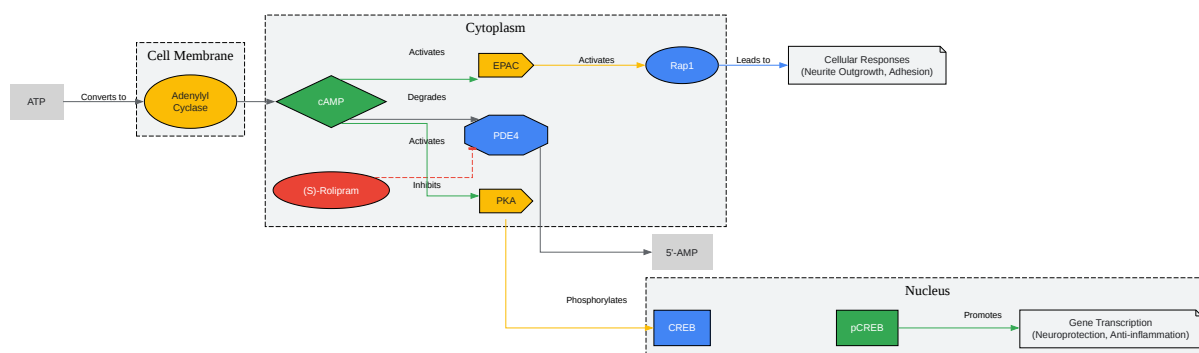 Cytoplasm
Cell Membrane
Activates
EPAC
Activates
Rap1
Leads to
Cellular Responses
(Neurite Outgrowth, Adhesion)
ATP
Converts to
Adenylyl
Cyclase
cAMP
Degrades
PDE4
Activates
(S)-Rolipram
Inhibits
PKA
5'-AMP
Nucleus
Phosphorylates
CREB
pCREB
Promotes
Gene Transcription
(Neuroprotection, Anti-inflammation)